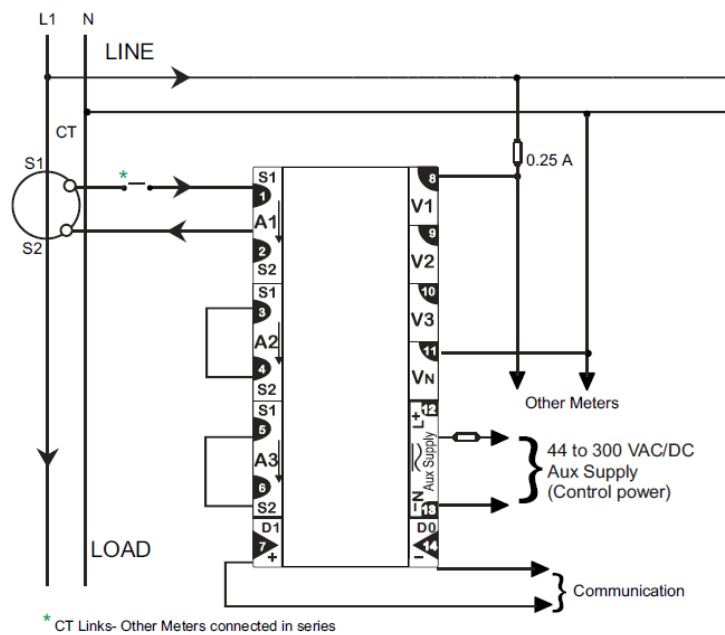 L1 N
LINE
CT
S1
S2
0.25 A
*
S1
1
A1
2
S2
S1
3
A2
4
S2
S1
5
A3
6
S2
D1
7
+
8
V1
9
V2
10
V3
11
VN
12
L+
Aux Supply
-N
13
D0
14
-
Other Meters
44 to 300 VAC/DC
Aux Supply
(Control power)
LOAD
Communication
* CT Links- Other Meters connected in series